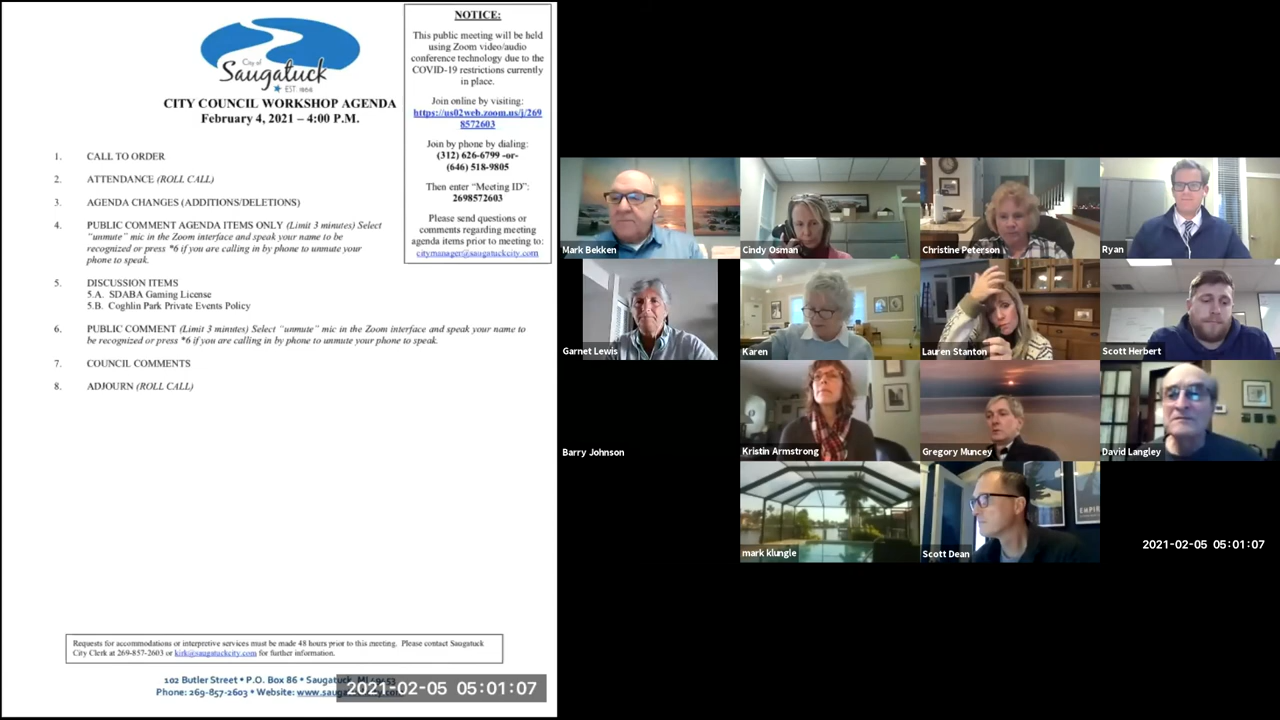 City of
Saugatuck
EST. 1868
CITY COUNCIL WORKSHOP AGENDA
February 4, 2021 – 4:00 P.M.
NOTICE:
This public meeting will be held
using Zoom video/audio
conference technology due to the
COVID-19 restrictions currently
in place.
Join online by visiting:
https://us02web.zoom.us/j/269
8572603
Join by phone by dialing:
(312) 626-6799 -or-
(646) 518-9805
Then enter “Meeting ID”:
2698572603
Please send questions or
comments regarding meeting
agenda items prior to meeting to:
citymanager@saugatuckcity.com
1. CALL TO ORDER
2. ATTENDANCE (ROLL CALL)
3. AGENDA CHANGES (ADDITIONS/DELETIONS)
4. PUBLIC COMMENT AGENDA ITEMS ONLY (Limit 3 minutes) Select
“unmute” mic in the Zoom interface and speak your name to be
recognized or press *6 if you are calling in by phone to unmute your
phone to speak.
5. DISCUSSION ITEMS
5.A. SDABA Gaming License
5.B. Coghlin Park Private Events Policy
6. PUBLIC COMMENT (Limit 3 minutes) Select “unmute” mic in the Zoom interface and speak your name to
be recognized or press *6 if you are calling in by phone to unmute your phone to speak.
7. COUNCIL COMMENTS
8. ADJOURN (ROLL CALL)
Requests for accommodations or interpretive services must be made 48 hours prior to this meeting. Please contact Saugatuck
City Clerk at 269-857-2603 or kirk@saugatuckcity.com for further information.
102 Butler Street • P.O. Box 86 • Saugatuck,
Phone: 269-857-2603 • Website:
2021-02-05 05:01:07
Mark Bekken
Cindy Osman
Christine Peterson
Ryan
Garnet Lewis
Karen
Lauren Stanton
Scott Herbert
Barry Johnson
Kristin Armstrong
Gregory Muncey
David Langley
mark klungle
EMPIRE
Scott Dean
2021-02-05 05:01:07